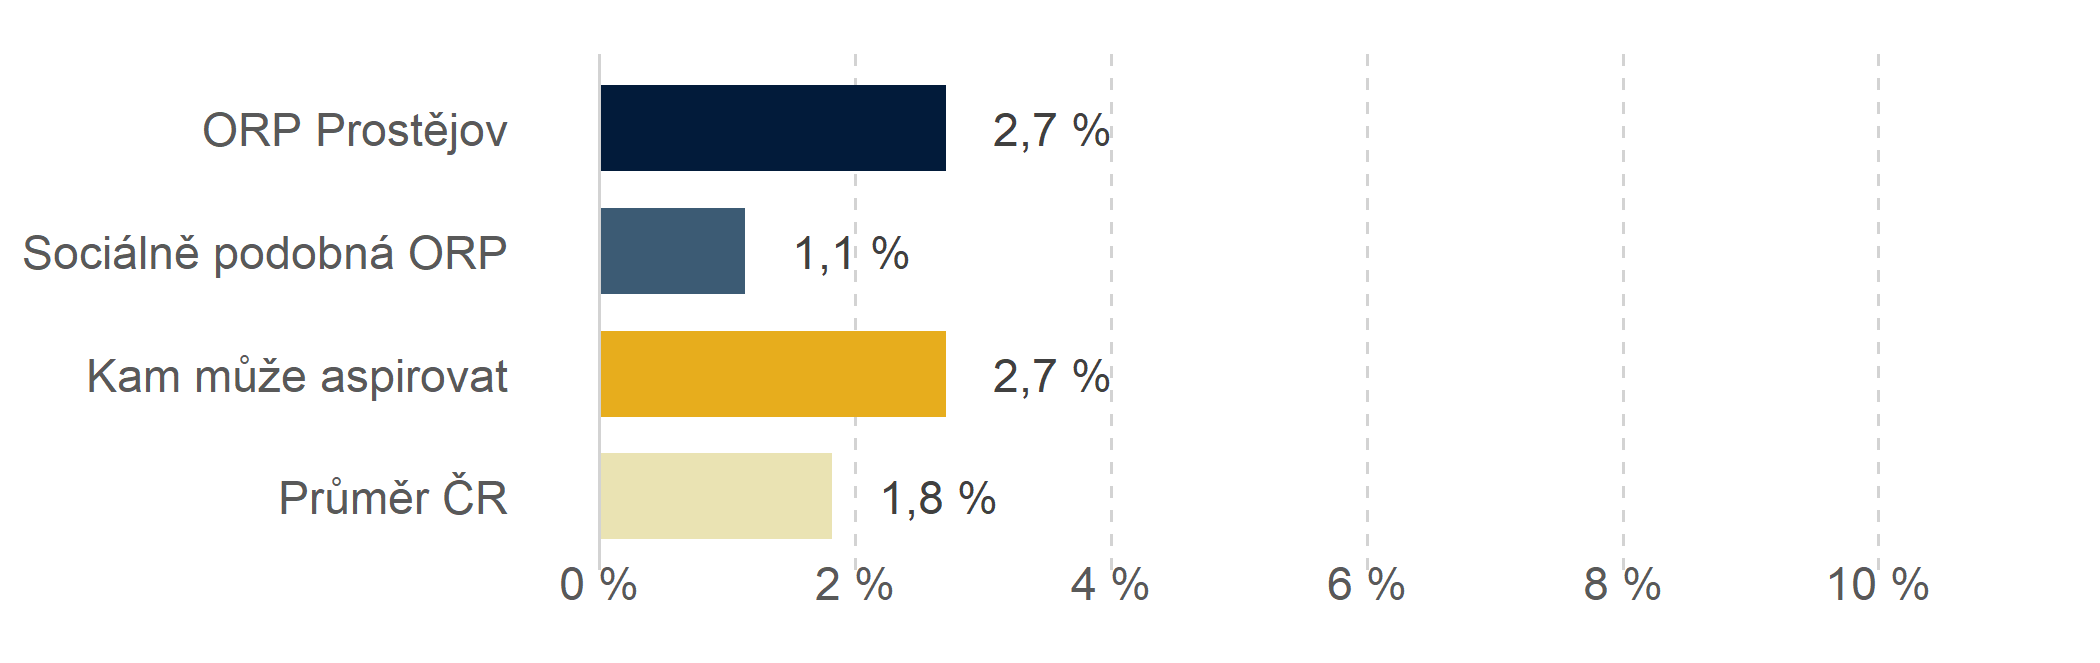 ORP Prostějov
2,7 %
Sociálně podobná ORP
1,1 %
Kam může aspirovat
2,7 %
Průměr ČR
1,8 %
0 % 2 % 4 % 6 % 8 % 10 %